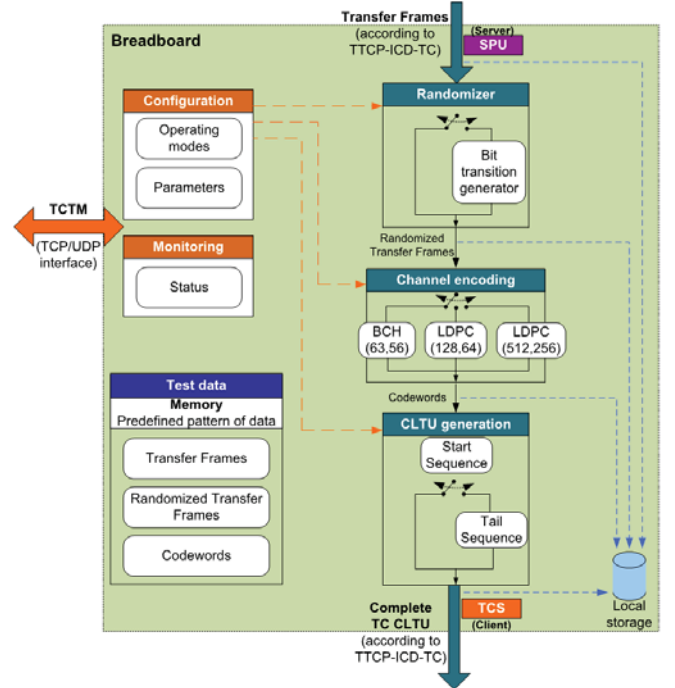 Transfer Frames
(according to
TTCP-ICD-TC)
(Server)
SPU
Breadboard
Configuration
Operating
modes
Parameters
TCTM
(TCP/UDP
interface)
Monitoring
Status
Randomizer
Bit
transition
generator
Randomized
Transfer Frames
Channel encoding
BCH
(63,56)
LDPC
(128,64)
LDPC
(512,256)
Codewords
Test data
Memory
Predefined pattern of data
Transfer Frames
Randomized Transfer
Frames
Codewords
CLTU generation
Start
Sequence
Tail
Sequence
Local
storage
Complete
TC CLTU
(according to
TTCP-ICD-TC)
TCS
(Client)